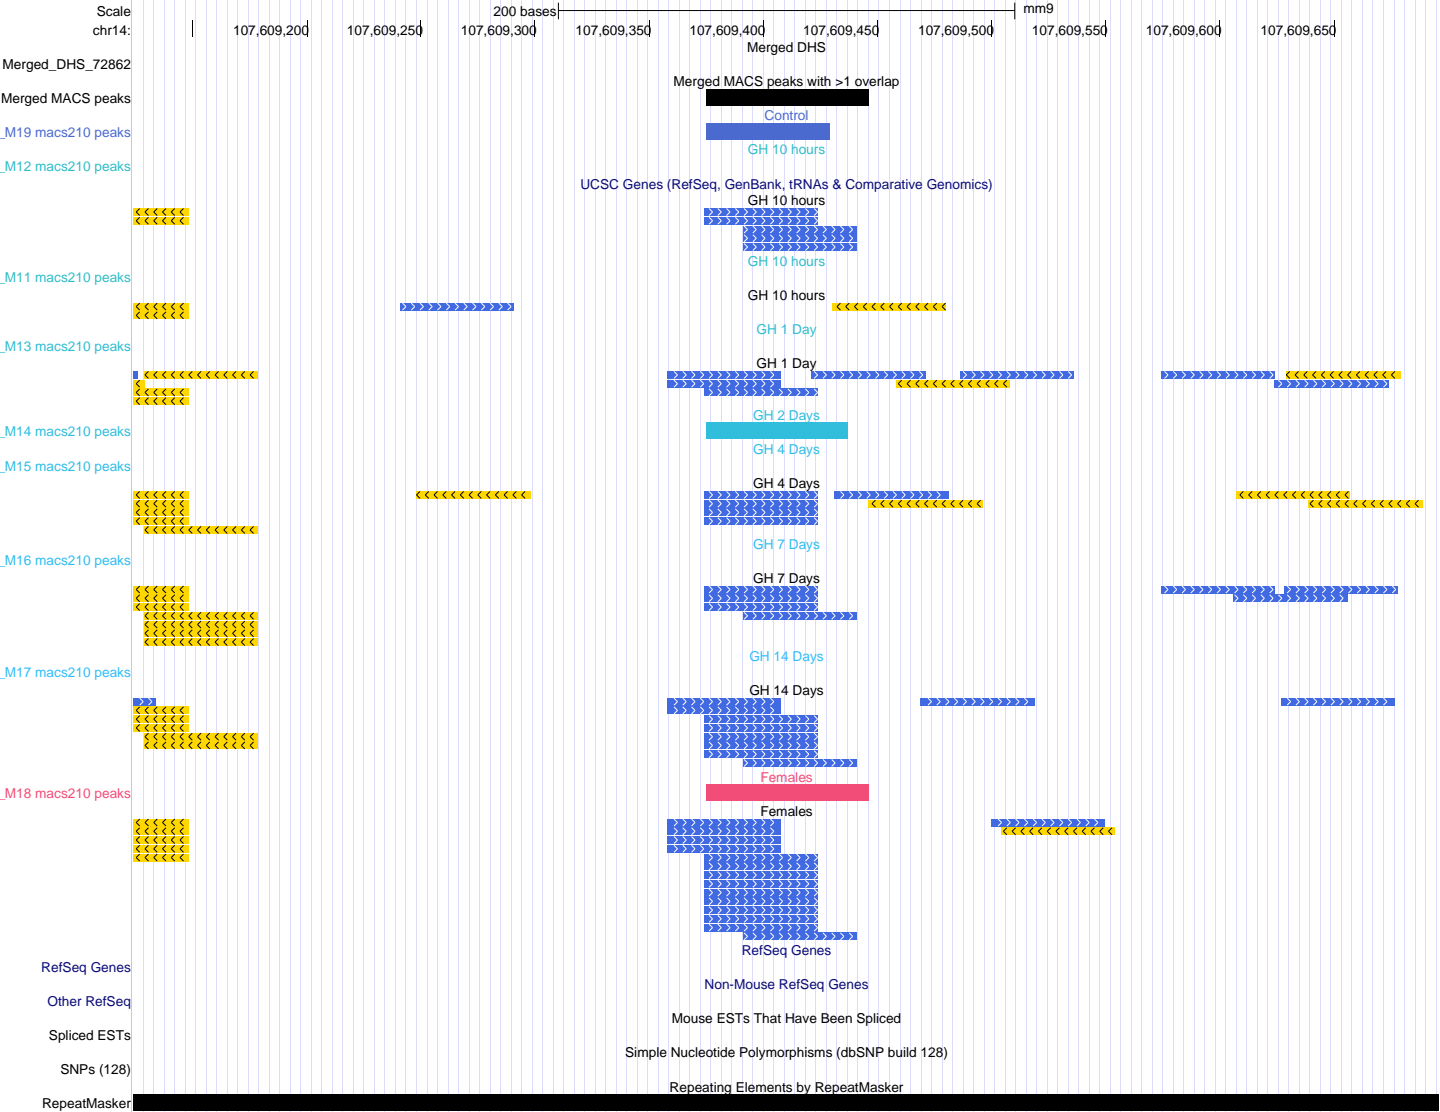 Scale 200 bases mm9
chr14: 107,609,200 107,609,250 107,609,300 107,609,350 107,609,400 107,609,450 107,609,500 107,609,550 107,609,600 107,609,650
Merged DHS
Merged_DHS_72862
Merged MACS peaks with >1 overlap
Merged MACS peaks
Control
_M19 macs210 peaks
GH 10 hours
_M12 macs210 peaks
UCSC Genes (RefSeq, GenBank, tRNAs & Comparative Genomics)
GH 10 hours
GH 10 hours
_M11 macs210 peaks
GH 10 hours
GH 1 Day
_M13 macs210 peaks
GH 1 Day
GH 2 Days
_M14 macs210 peaks
GH 4 Days
_M15 macs210 peaks
GH 4 Days
GH 7 Days
_M16 macs210 peaks
GH 7 Days
GH 14 Days
_M17 macs210 peaks
GH 14 Days
Females
_M18 macs210 peaks
Females
RefSeq Genes
RefSeq Genes
Non-Mouse RefSeq Genes
Other RefSeq
Mouse ESTs That Have Been Spliced
Spliced ESTs
Simple Nucleotide Polymorphisms (dbSNP build 128)
SNPs (128)
Repeating Elements by RepeatMasker
RepeatMasker